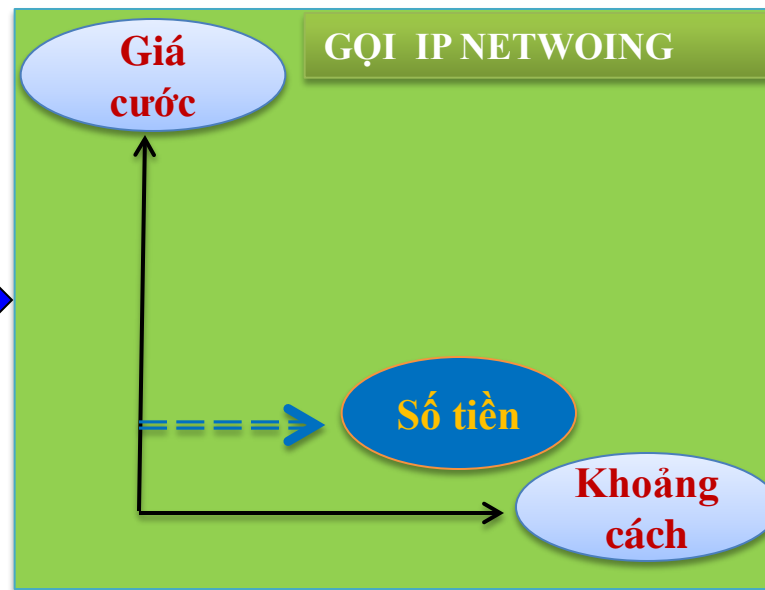 Giá
cước
GỌI IP NETWOING
Số tiền
Khoảng
cách